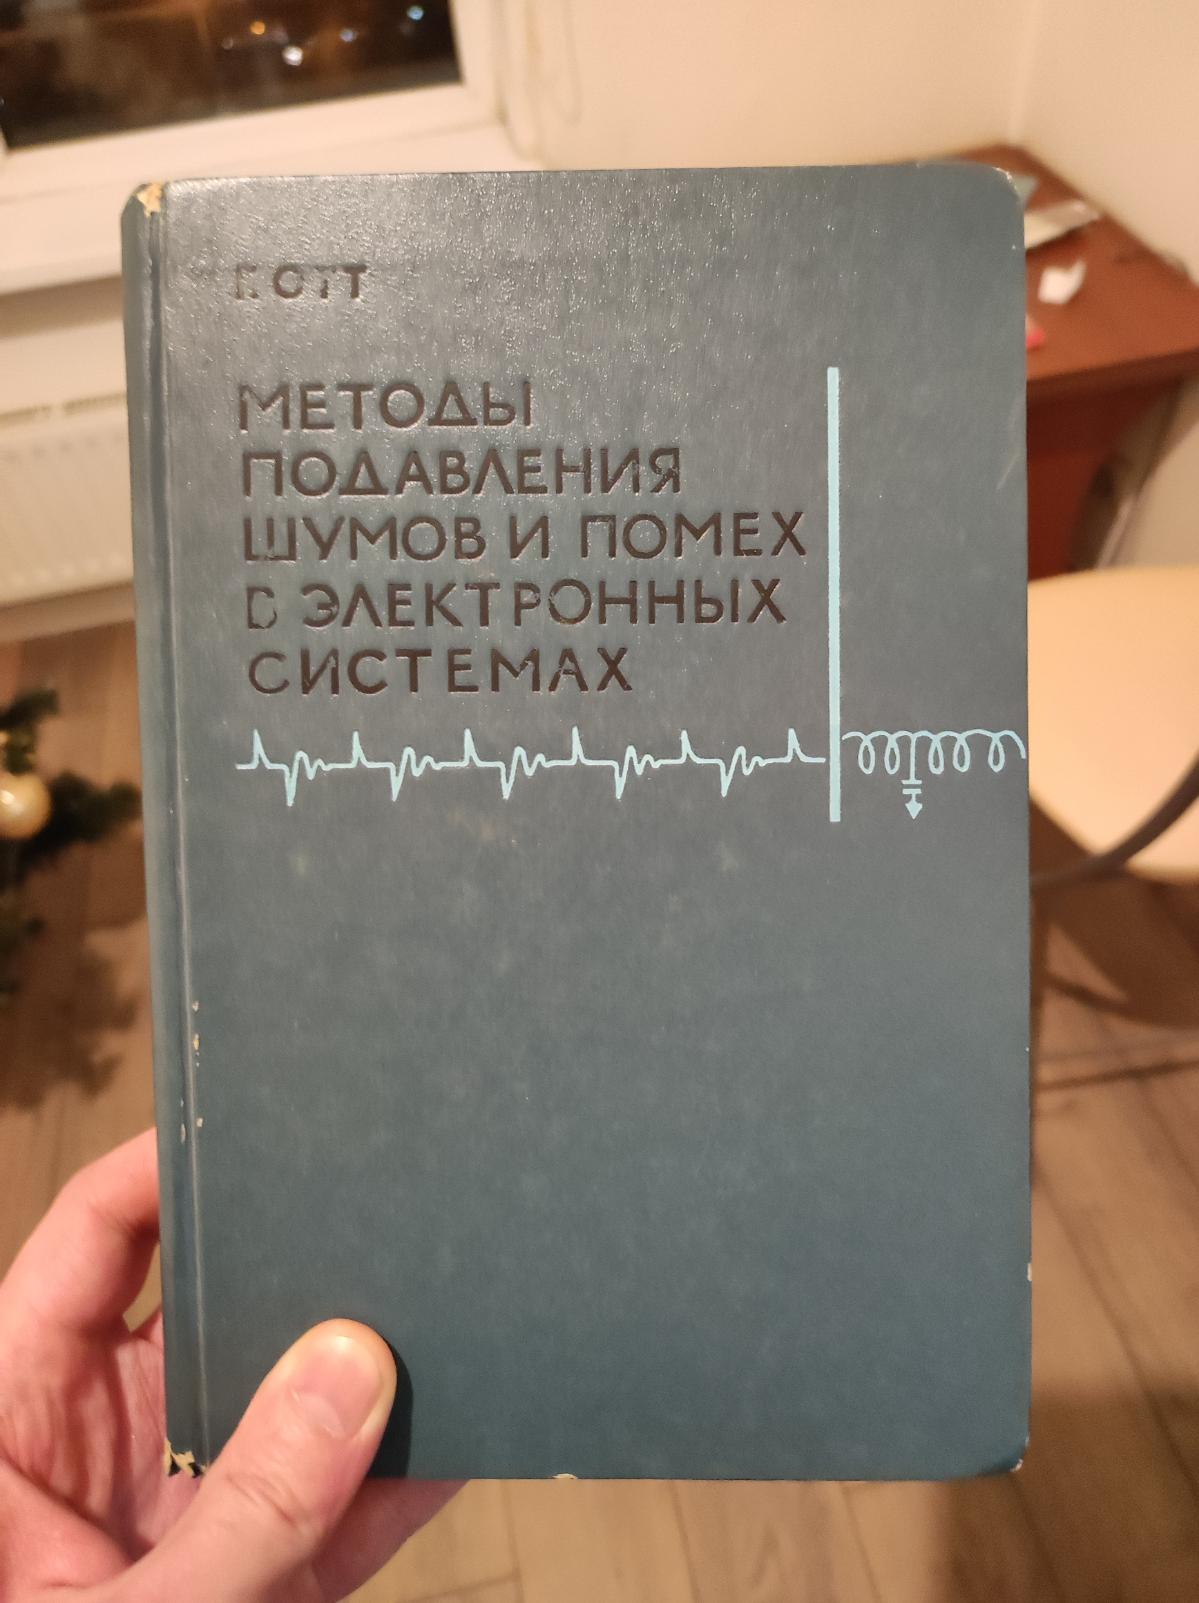 Г. ОТТ
МЕТОДЫ
ПОДАВЛЕНИЯ
ШУМОВ И ПОМЕХ
В ЭЛЕКТРОННЫХ
СИСТЕМАХ